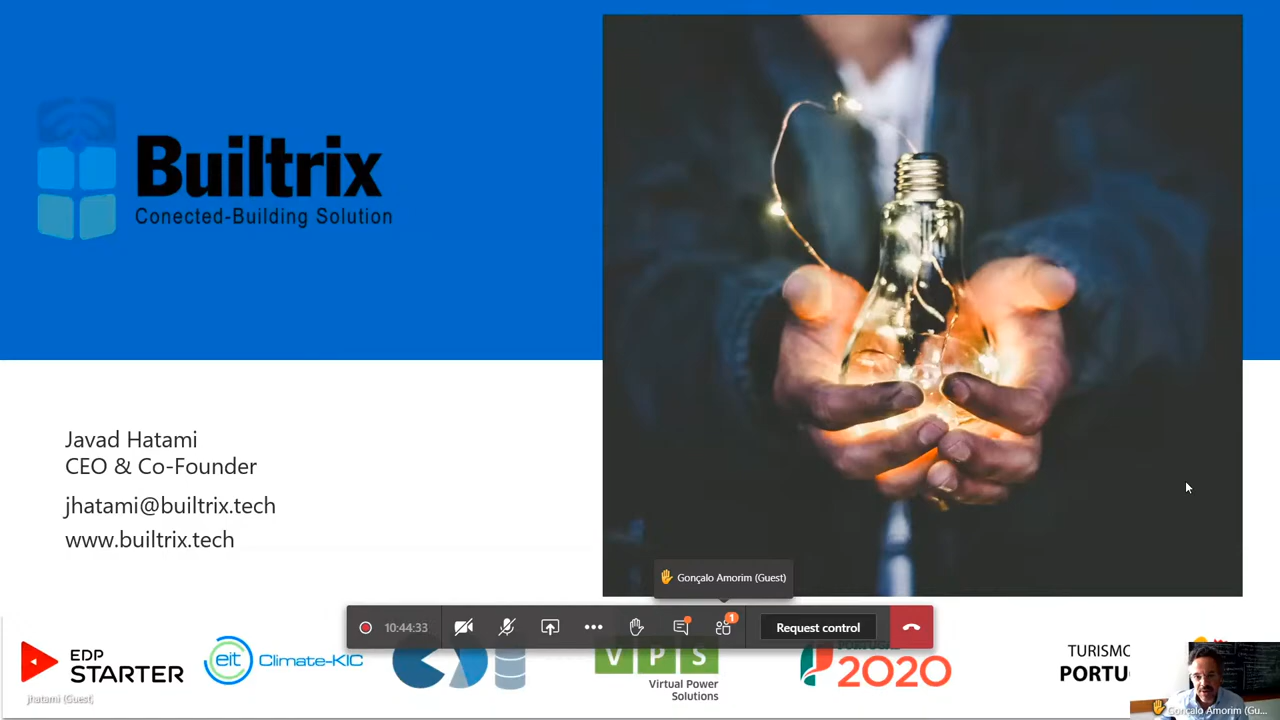 Builtrix
Conected-Building Solution
Javad Hatami
CEO & Co-Founder
jhatami@builtrix.tech
www.builtrix.tech
Gonçalo Amorim (Guest)
10:44:33
1
Request control
EDP
STARTER
eit Climate-KIC
VPS
Virtual Power
Solutions
2020
TURISMO
PORTU
jhatami (Guest)
Gonçalo Amorim (Gu...